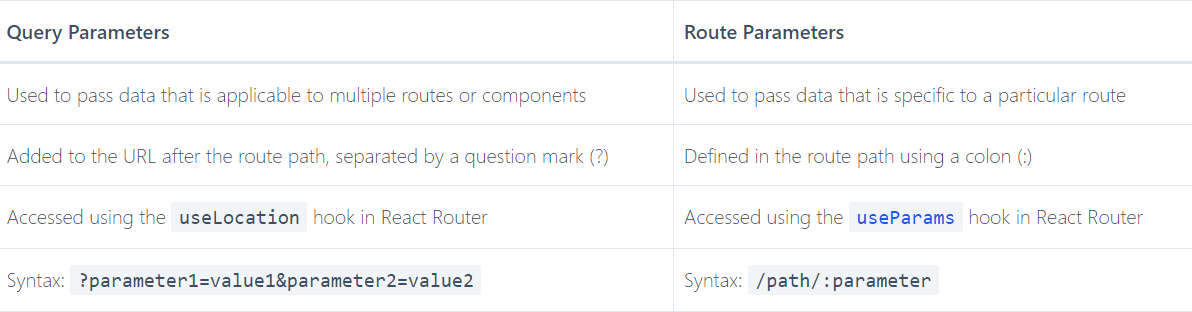 Query Parameters
Route Parameters
Used to pass data that is applicable to multiple routes or components
Used to pass data that is specific to a particular route
Added to the URL after the route path, separated by a question mark (?)
Defined in the route path using a colon (:)
Accessed using the useLocation hook in React Router
Accessed using the useParams hook in React Router
Syntax: ?parameter1=value1&parameter2=value2
Syntax: /path/:parameter